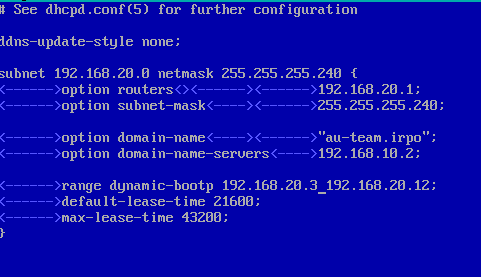 # See dhcpd.conf(5) for further configuration
ddns-update-style none;
subnet 192.168.20.0 netmask 255.255.255.240 {
<------>option routers<><------><------>192.168.20.1;
<------>option subnet-mask<----><------>255.255.255.240;
<------>option domain-name<----><------>"au-team.irpo";
<------>option domain-name-servers<---->192.168.10.2;
<------>range dynamic-bootp 192.168.20.3_192.168.20.12;
<------>default-lease-time 21600;
<------>max-lease-time 43200;
}